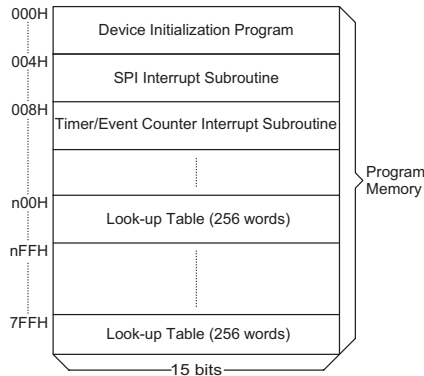 000H
Device Initialization Program
004H
SPI Interrupt Subroutine
008H
Timer/Event Counter Interrupt Subroutine
Program
Memory
n00H
Look-up Table (256 words)
nFFH
7FFH
Look-up Table (256 words)
15 bits